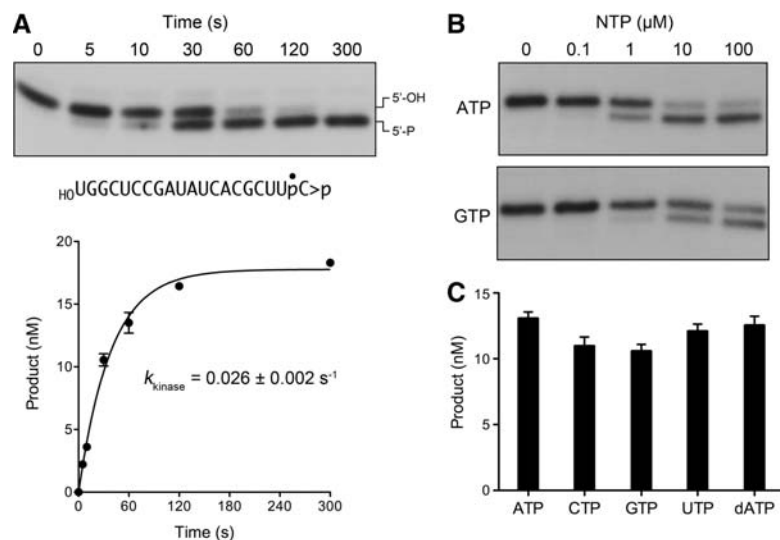 A
Time (s)
0 5 10 30 60 120 300
5'-OH
5'-P
HOUGGCUCCGAUAUCACGCUUpC>p
Product (nM)
20
15
10
5
0
kkinase = 0.026 ± 0.002 s-1
0 60 120 180 240 300
Time (s)
B
NTP (µM)
0 0.1 1 10 100
ATP
GTP
C
Product (nM)
15
10
5
0
ATP CTP GTP UTP dATP